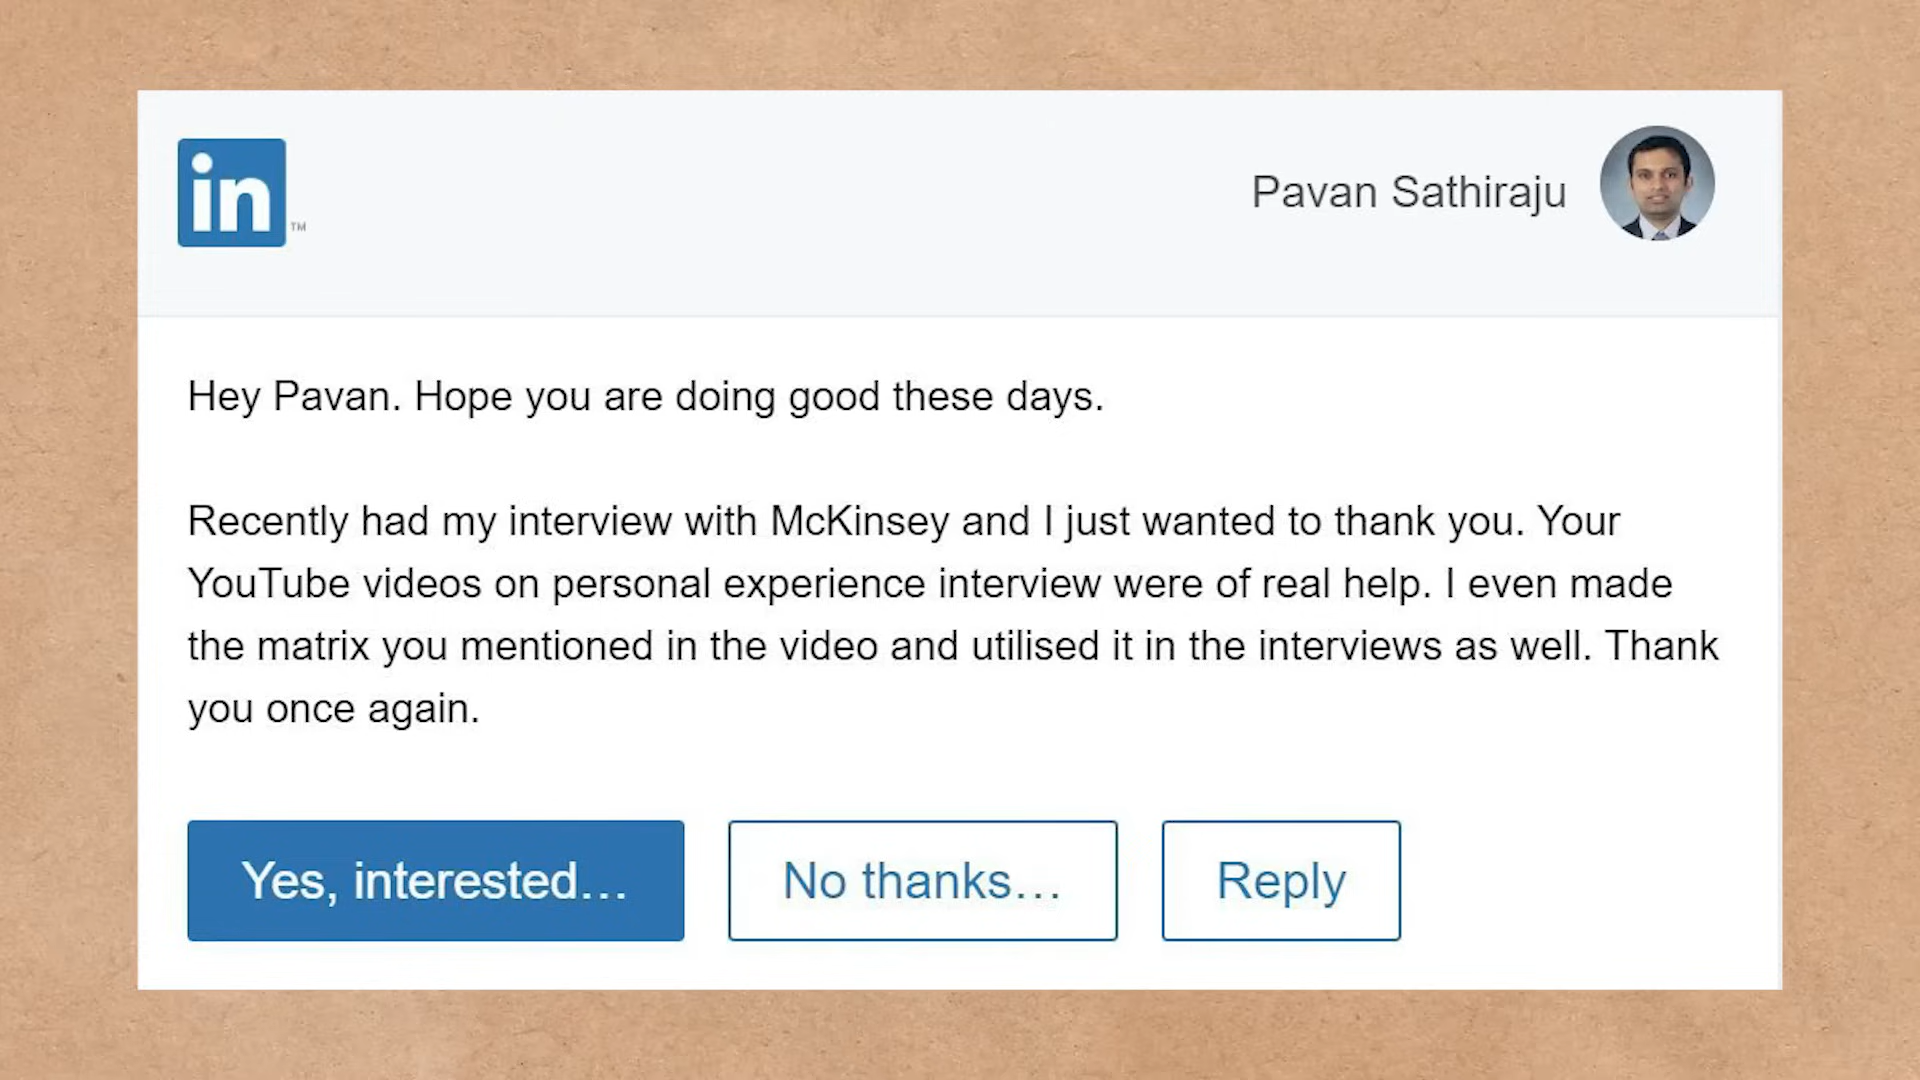 in
TM
Pavan Sathiraju
Hey Pavan. Hope you are doing good these days.
Recently had my interview with McKinsey and I just wanted to thank you. Your
YouTube videos on personal experience interview were of real help. I even made
the matrix you mentioned in the video and utilised it in the interviews as well. Thank
you once again.
Yes, interested...
No thanks...
Reply